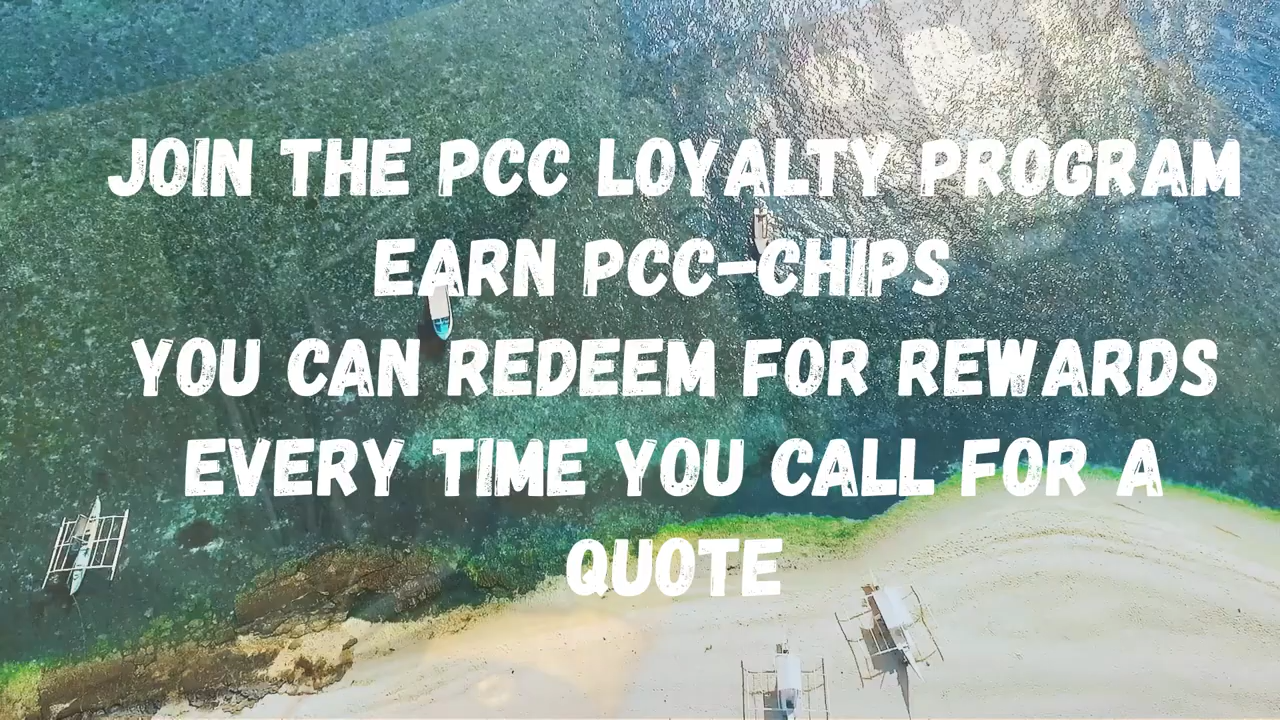 JOIN THE PCC LOYALTY PROGRAM
EARN PCC-CHIPS
YOU CAN REDEEM FOR REWARDS
EVERY TIME YOU CALL FOR A
QUOTE